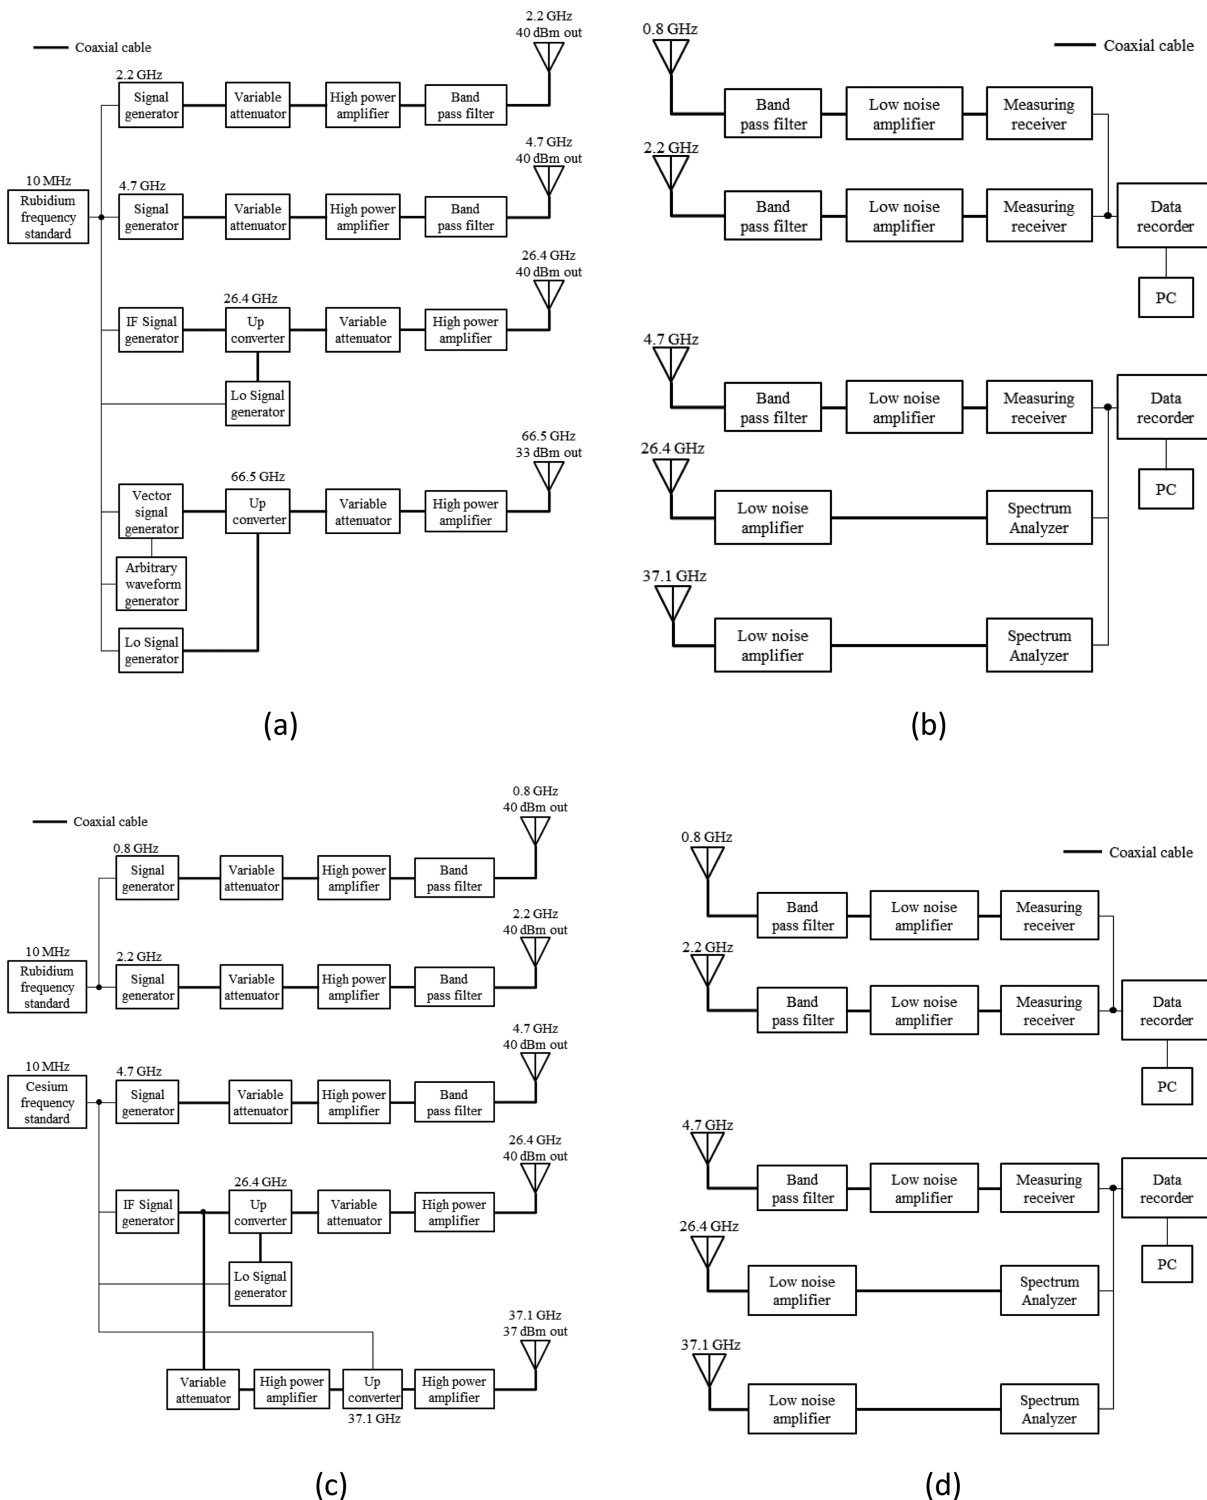 2.2 GHz
40 dBm out
Coaxial cable
2.2 GHz
Signal
generator
Variable
attenuator
High power
amplifier
Band
pass filter
4.7 GHz
40 dBm out
10 MHz
Rubidium
frequency
standard
4.7 GHz
Signal
generator
Variable
attenuator
High power
amplifier
Band
pass filter
26.4 GHz
40 dBm out
IF Signal
generator
26.4 GHz
Up
converter
Variable
attenuator
High power
amplifier
Lo Signal
generator
66.5 GHz
33 dBm out
Vector
signal
generator
66.5 GHz
Up
converter
Variable
attenuator
High power
amplifier
Arbitrary
waveform
generator
Lo Signal
generator
(a)
0.8 GHz
Coaxial cable
Band
pass filter
Low noise
amplifier
Measuring
receiver
2.2 GHz
Band
pass filter
Low noise
amplifier
Measuring
receiver
Data
recorder
PC
4.7 GHz
Band
pass filter
Low noise
amplifier
Measuring
receiver
Data
recorder
PC
26.4 GHz
Low noise
amplifier
Spectrum
Analyzer
37.1 GHz
Low noise
amplifier
Spectrum
Analyzer
(b)
0.8 GHz
40 dBm out
Coaxial cable
0.8 GHz
Signal
generator
Variable
attenuator
High power
amplifier
Band
pass filter
2.2 GHz
40 dBm out
10 MHz
Rubidium
frequency
standard
2.2 GHz
Signal
generator
Variable
attenuator
High power
amplifier
Band
pass filter
4.7 GHz
40 dBm out
10 MHz
Cesium
frequency
standard
4.7 GHz
Signal
generator
Variable
attenuator
High power
amplifier
Band
pass filter
26.4 GHz
40 dBm out
IF Signal
generator
26.4 GHz
Up
converter
Variable
attenuator
High power
amplifier
Lo Signal
generator
37.1 GHz
37 dBm out
Variable
attenuator
High power
amplifier
Up
converter
37.1 GHz
High power
amplifier
(c)
0.8 GHz
Coaxial cable
Band
pass filter
Low noise
amplifier
Measuring
receiver
2.2 GHz
Band
pass filter
Low noise
amplifier
Measuring
receiver
Data
recorder
PC
4.7 GHz
Band
pass filter
Low noise
amplifier
Measuring
receiver
Data
recorder
PC
26.4 GHz
Low noise
amplifier
Spectrum
Analyzer
37.1 GHz
Low noise
amplifier
Spectrum
Analyzer
(d)